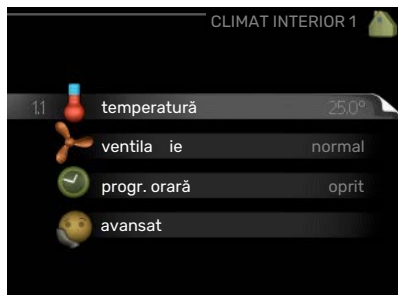 CLIMAT INTERIOR 1
1.1 temperatură 25.0°
ventila ie normal
progr. orară oprit
avansat